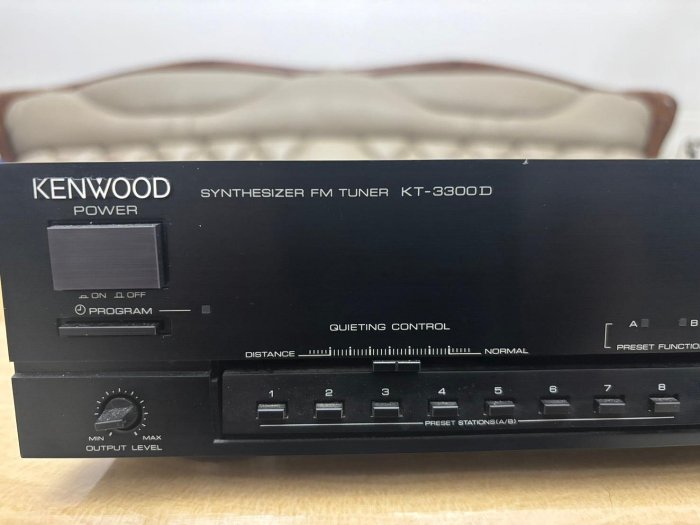 KENWOOD SYNTHESIZER FM TUNER KT-3300D
POWER
ON OFF
PROGRAM
QUIETING CONTROL
A B
DISTANCE NORMAL
PRESET FUNCTION
1 2 3 4 5 6 7 8
PRESET STATIONS(A/B)
MIN MAX
OUTPUT LEVEL